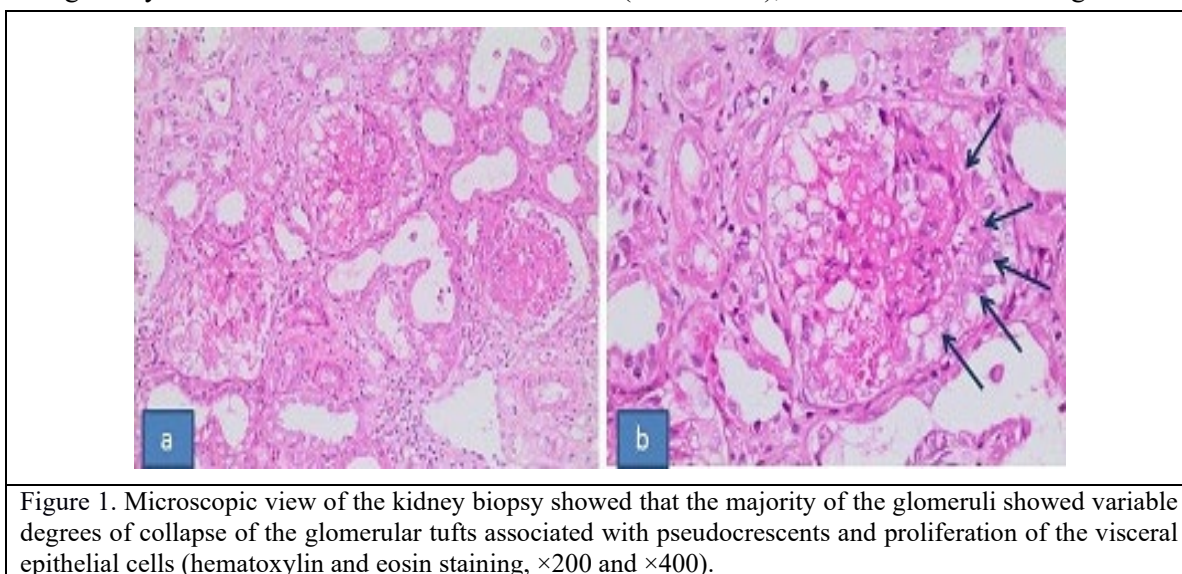 a
b
Figure 1. Microscopic view of the kidney biopsy showed that the majority of the glomeruli showed variable
degrees of collapse of the glomerular tufts associated with pseudocrescents and proliferation of the visceral
epithelial cells (hematoxylin and eosin staining, ×200 and ×400).